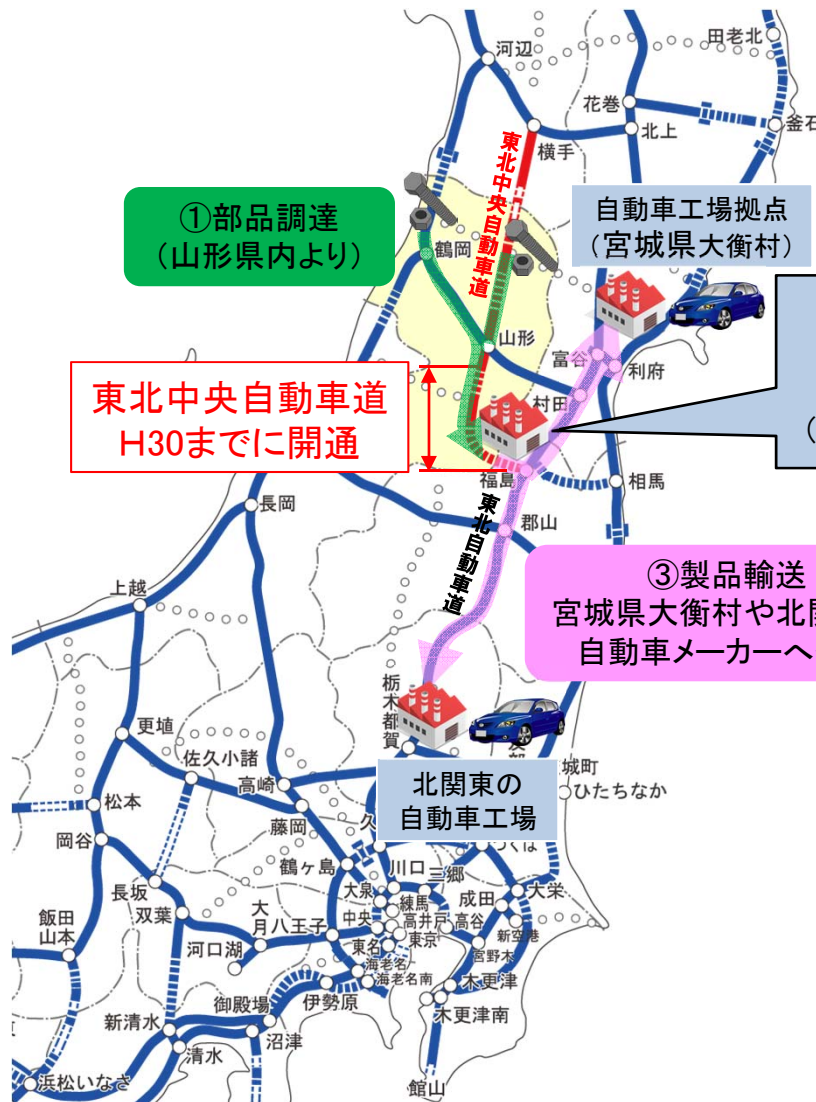 河辺
田老北
花巻
釜石
北上
横手
東北中央自動車道
①部品調達
(山形県内より)
自動車工場拠点
(宮城県大衡村)
鶴岡
山形
富谷
利府
村田
東北中央自動車道
H30までに開通
(
福島
相馬
長岡
郡山
東北自動車道
③製品輸送
宮城県大衡村や北関
自動車メーカーへ
上越
栃木都賀
更埴
佐久小諸
高崎
北関東の
自動車工場
城町
ひたちなか
松本
藤岡
岡谷
久
つくば
鶴ヶ島
川口
三郷
長坂
大泉
練馬
成田
大栄
双葉
飯田
山本
大月
八王子
中央
高井戸
高谷
新空港
河口湖
東京
宮野木
東名
海老名
海老名南
木更津
御殿場
伊勢原
木更津南
新清水
沼津
清水
浜松いなさ
館山